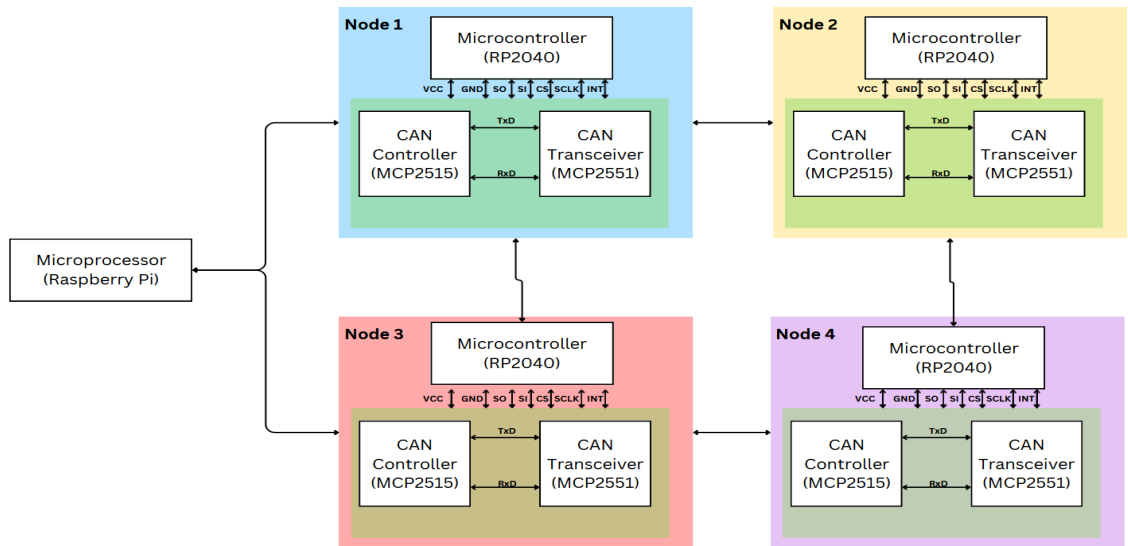 Node 1
Microcontroller
(RP2040)
VCC GND SO SI CS SCLK INT
CAN
Controller
(MCP2515)
TxD
RxD
CAN
Transceiver
(MCP2551)
Node 2
Microcontroller
(RP2040)
VCC GND SO SI CS SCLK INT
CAN
Controller
(MCP2515)
TxD
RxD
CAN
Transceiver
(MCP2551)
Microprocessor
(Raspberry Pi)
Node 3
Microcontroller
(RP2040)
VCC GND SO SI CS SCLK INT
CAN
Controller
(MCP2515)
TxD
RxD
CAN
Transceiver
(MCP2551)
Node 4
Microcontroller
(RP2040)
VCC GND SO SI CS SCLK INT
CAN
Controller
(MCP2515)
TxD
RxD
CAN
Transceiver
(MCP2551)